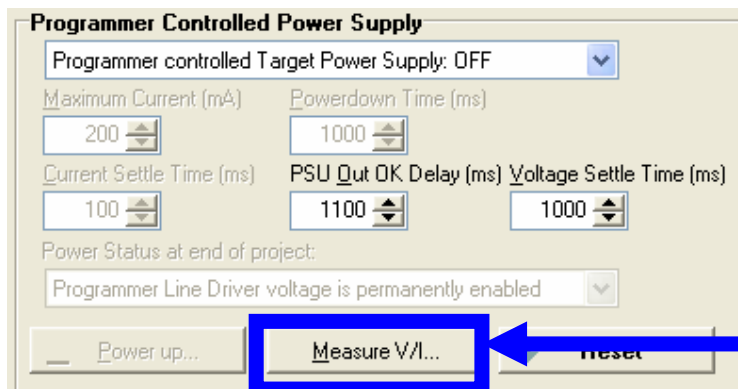 Programmer Controlled Power Supply
Programmer controlled Target Power Supply: OFF
Maximum Current (mA) Powerdown Time (ms)
200 1000
Current Settle Time (ms) PSU Out OK Delay (ms) Voltage Settle Time (ms)
100 1100 1000
Power Status at end of project:
Programmer Line Driver voltage is permanently enabled
Power up... Measure V/I... Reset